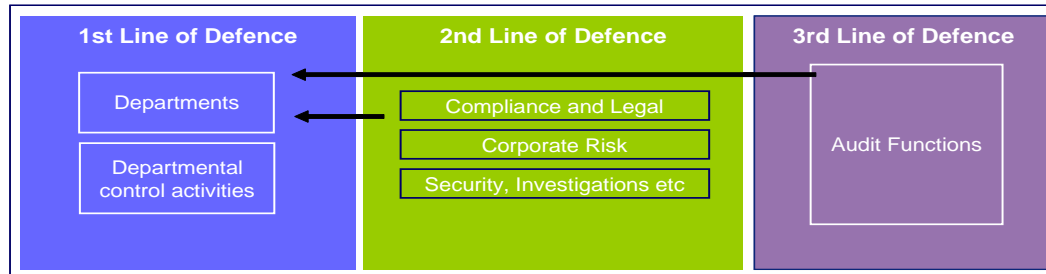 1st Line of Defence
2nd Line of Defence
3rd Line of Defence
Departments
Departmental
control activities
Compliance and Legal
Corporate Risk
Security, Investigations etc
Audit Functions